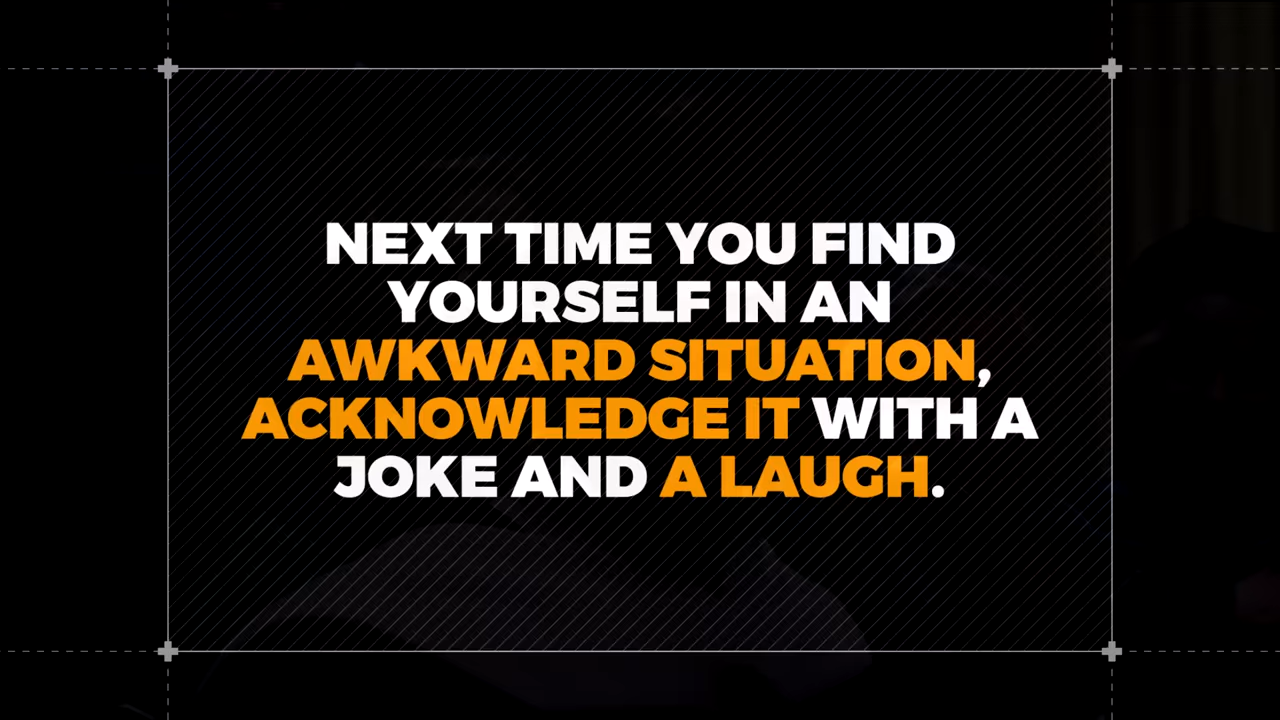 NEXT TIME YOU FIND
YOURSELF IN AN
AWKWARD SITUATION,
ACKNOWLEDGE IT WITH A
JOKE AND A LAUGH.